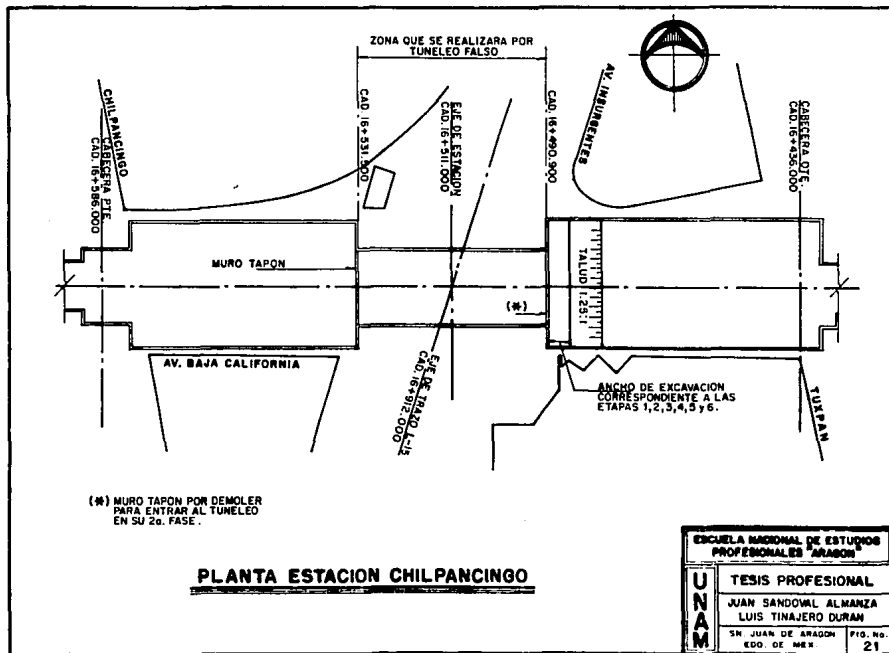 ZONA QUE SE REALIZARA POR
TUNELEO FALSO
CHILPANCINGO
CABECERA PTE.
CAD. 16+586.000
CAD. 16+531.900
EJE DE ESTACION
CAD. 16+511.000
CAD. 16+490.900
AV. INSURGENTES
CABECERA OTE.
CAD. 16+436.000
MURO TAPON
(*)
TALUD 1.25:1
AV. BAJA CALIFORNIA
EJE DE TRAZO L-15
CAD. 16+912.000
ANCHO DE EXCAVACION
CORRESPONDIENTE A LAS
ETAPAS 1,2,3,4,5 y 6.
TUXPAN
(*) MURO TAPON POR DEMOLER
PARA ENTRAR AL TUNELEO
EN SU 2a. FASE.
PLANTA ESTACION CHILPANCINGO
ESCUELA NACIONAL DE ESTUDIOS
PROFESIONALES "ARAGON"
UNAM
TESIS PROFESIONAL
JUAN SANDOVAL ALMANZA
LUIS TINAJERO DURAN
SN. JUAN DE ARAGON
EDO. DE MEX.
FIG. No.
21